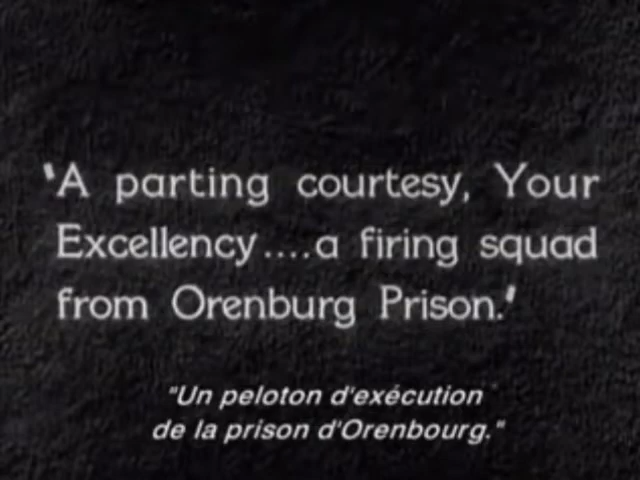 'A parting courtesy, Your
Excellency....a firing squad
from Orenburg Prison.'
"Un peloton d'exécution
de la prison d'Orenbourg."